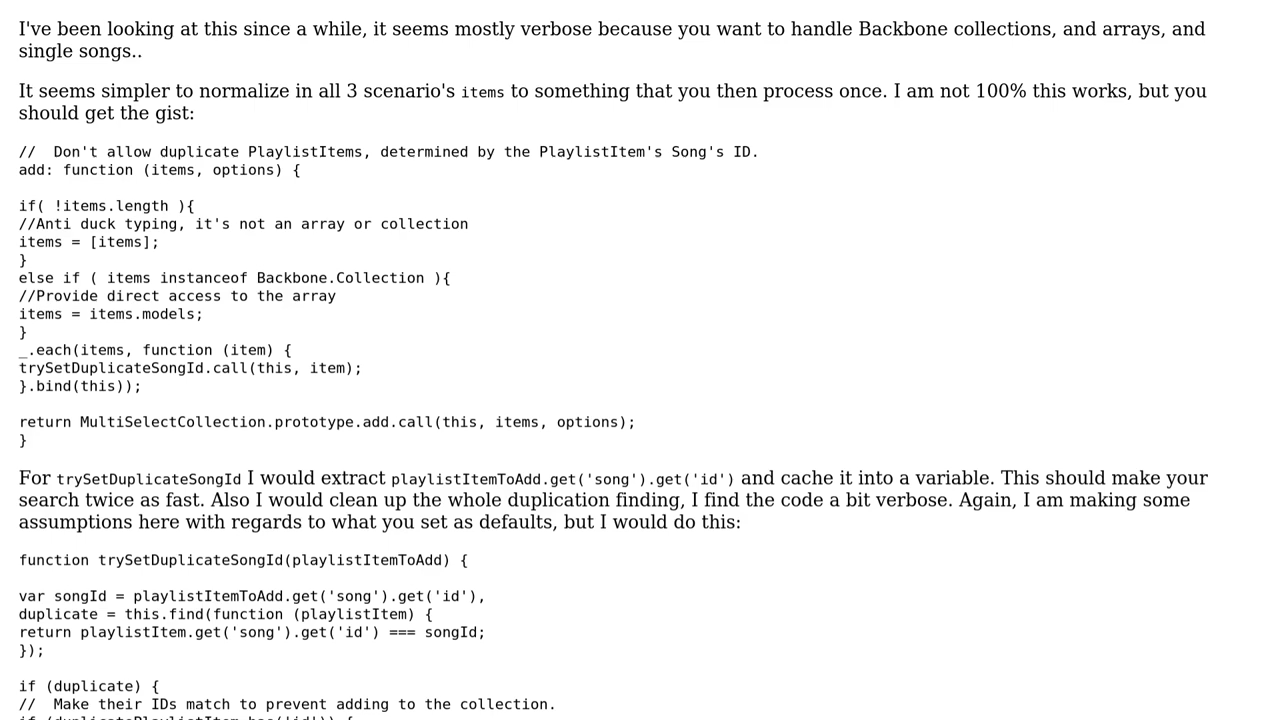 I've been looking at this since a while, it seems mostly verbose because you want to handle Backbone collections, and arrays, and
single songs..
It seems simpler to normalize in all 3 scenario's items to something that you then process once. I am not 100% this works, but you
should get the gist:
//  Don't allow duplicate PlaylistItems, determined by the PlaylistItem's Song's ID.
add: function (items, options) {
if( !items.length ){
//Anti duck typing, it's not an array or collection
items = [items];
}
else if ( items instanceof Backbone.Collection ){
//Provide direct access to the array
items = items.models;
}
_.each(items, function (item) {
trySetDuplicateSongId.call(this, item);
}.bind(this));
return MultiSelectCollection.prototype.add.call(this, items, options);
}
For trySetDuplicateSongId I would extract playlistItemToAdd.get('song').get('id') and cache it into a variable. This should make your
search twice as fast. Also I would clean up the whole duplication finding, I find the code a bit verbose. Again, I am making some
assumptions here with regards to what you set as defaults, but I would do this:
function trySetDuplicateSongId(playlistItemToAdd) {
var songId = playlistItemToAdd.get('song').get('id'),
duplicate = this.find(function (playlistItem) {
return playlistItem.get('song').get('id') === songId;
});
if (duplicate) {
//  Make their IDs match to prevent adding to the collection.
if (duplicatePlaylistItem.has('id')) {